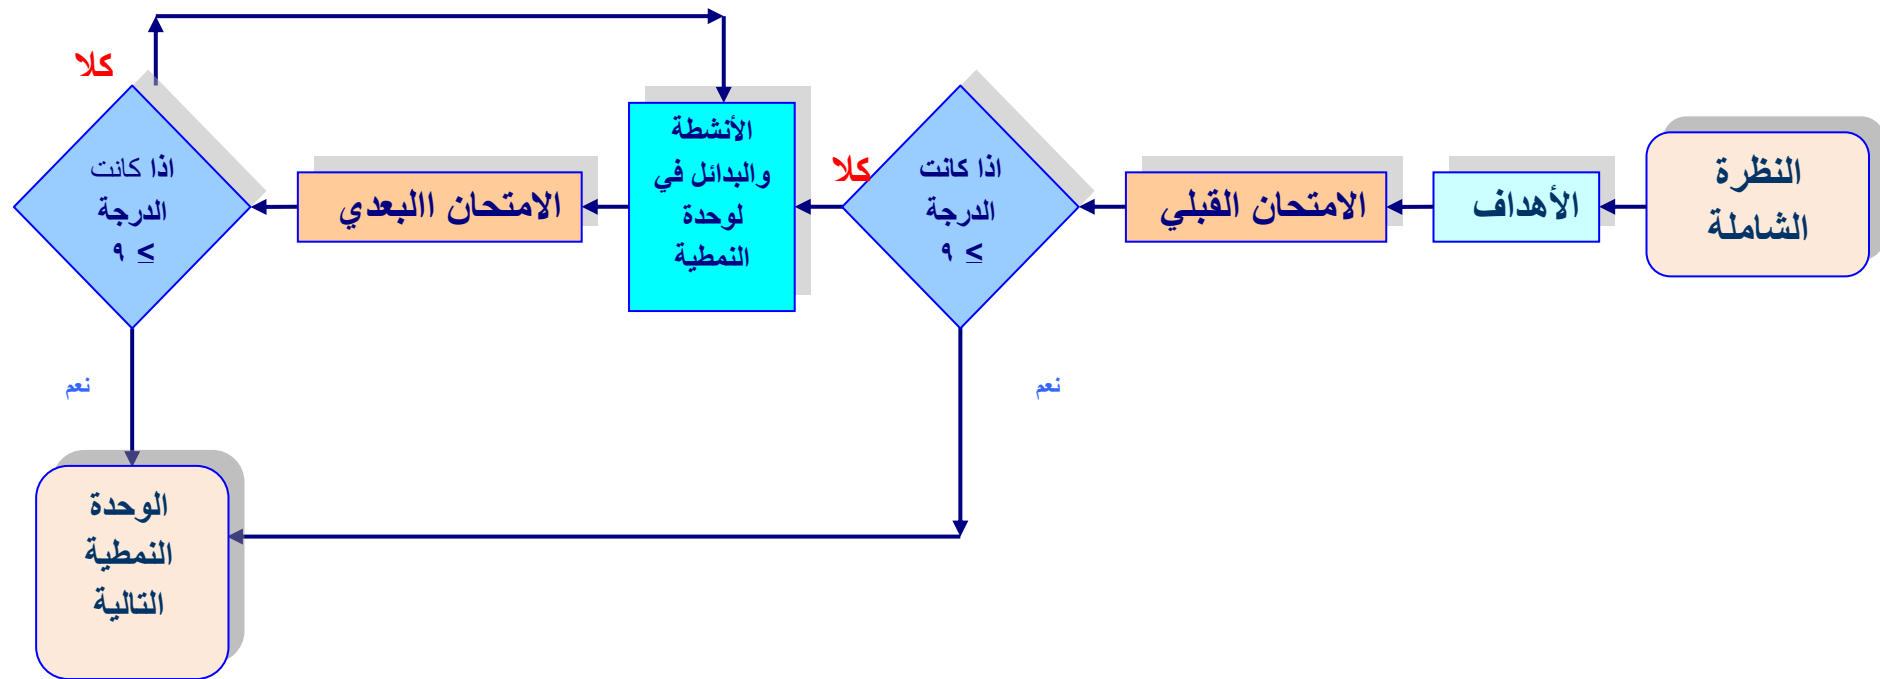 النظرة
الشاملة
الأهداف
الامتحان القبلي
اذا كانت
الدرجة
≥ ٩
كلا
نعم
الأنشطة
والبدائل في
لوحدة
النمطية
الامتحان االبعدي
اذا كانت
الدرجة
≥ ٩
كلا
نعم
الوحدة
النمطية
التالية